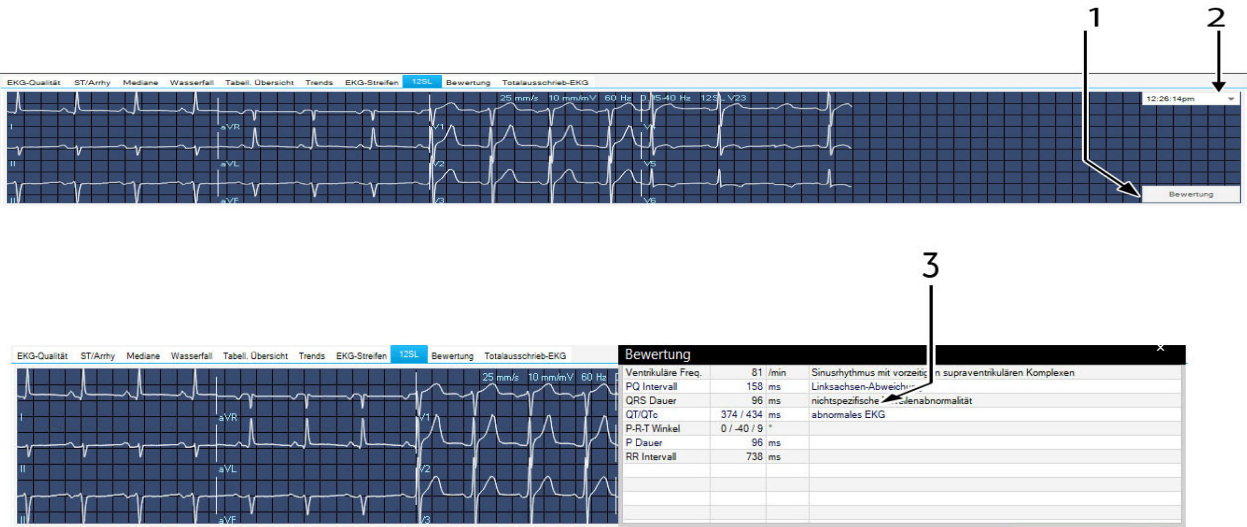 1 2
EKG-Qualität ST/Arrhy Mediane Wasserfall Tabell. Übersicht Trends EKG-Streifen 12SL Bewertung Totalausschrieb-EKG
25 mm/s 10 mm/mV 60 Hz 12SL V23
12:26:14pm
I aVR V1
II aVL V2 V5
Bewertung
aVF V3 V6
3
EKG-Qualität ST/Arrhy Mediane Wasserfall Tabell. Übersicht Trends EKG-Streifen 12SL Bewertung Totalausschrieb-EKG
Bewertung ×
25 mm/s 10 mm/mV 60 Hz
Ventrikuläre Freq. 81 /min Sinusrhythmus mit supraventrikulären Komplexen
PQ Intervall 158 ms
QRS Dauer 96 ms nichtspezifische
QT/QTc 374 / 434 ms abnormales EKG
P-R-T Winkel 0 / -40 / 9 °
P Dauer 96 ms
RR Intervall 738 ms
I aVR V1
II aVL V2
aVF V3